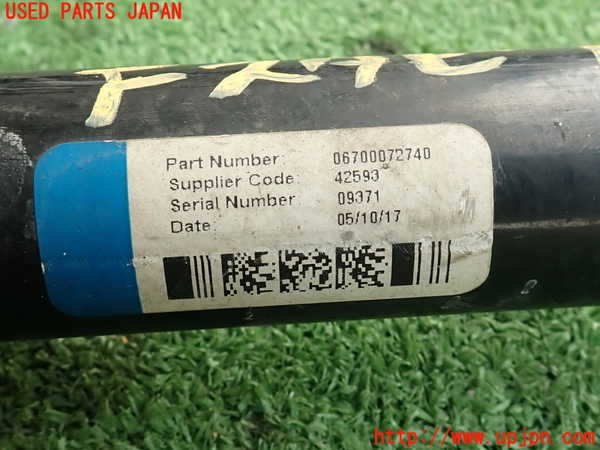 USED PARTS JAPAN
Part Number: 06700072740
Supplier Code: 42593
Serial Number: 09371
Date: 05/10/17
http://www.upjpn.com/